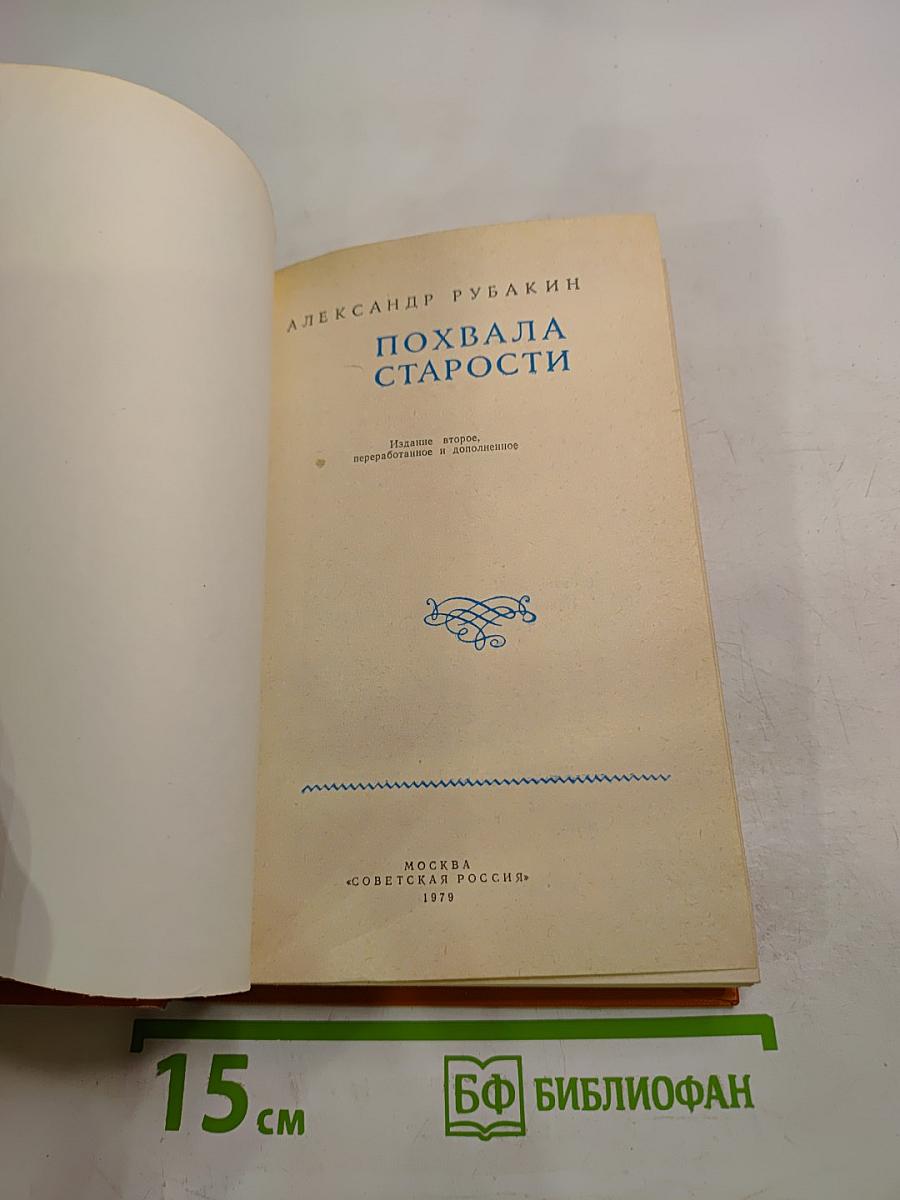 АЛЕКСАНДР РУБАКИН
ПОХВАЛА
СТАРОСТИ
Издание второе,
переработанное и дополненное
МОСКВА
«СОВЕТСКАЯ РОССИЯ»
1979
15 см
БФ БИБЛИОФАН